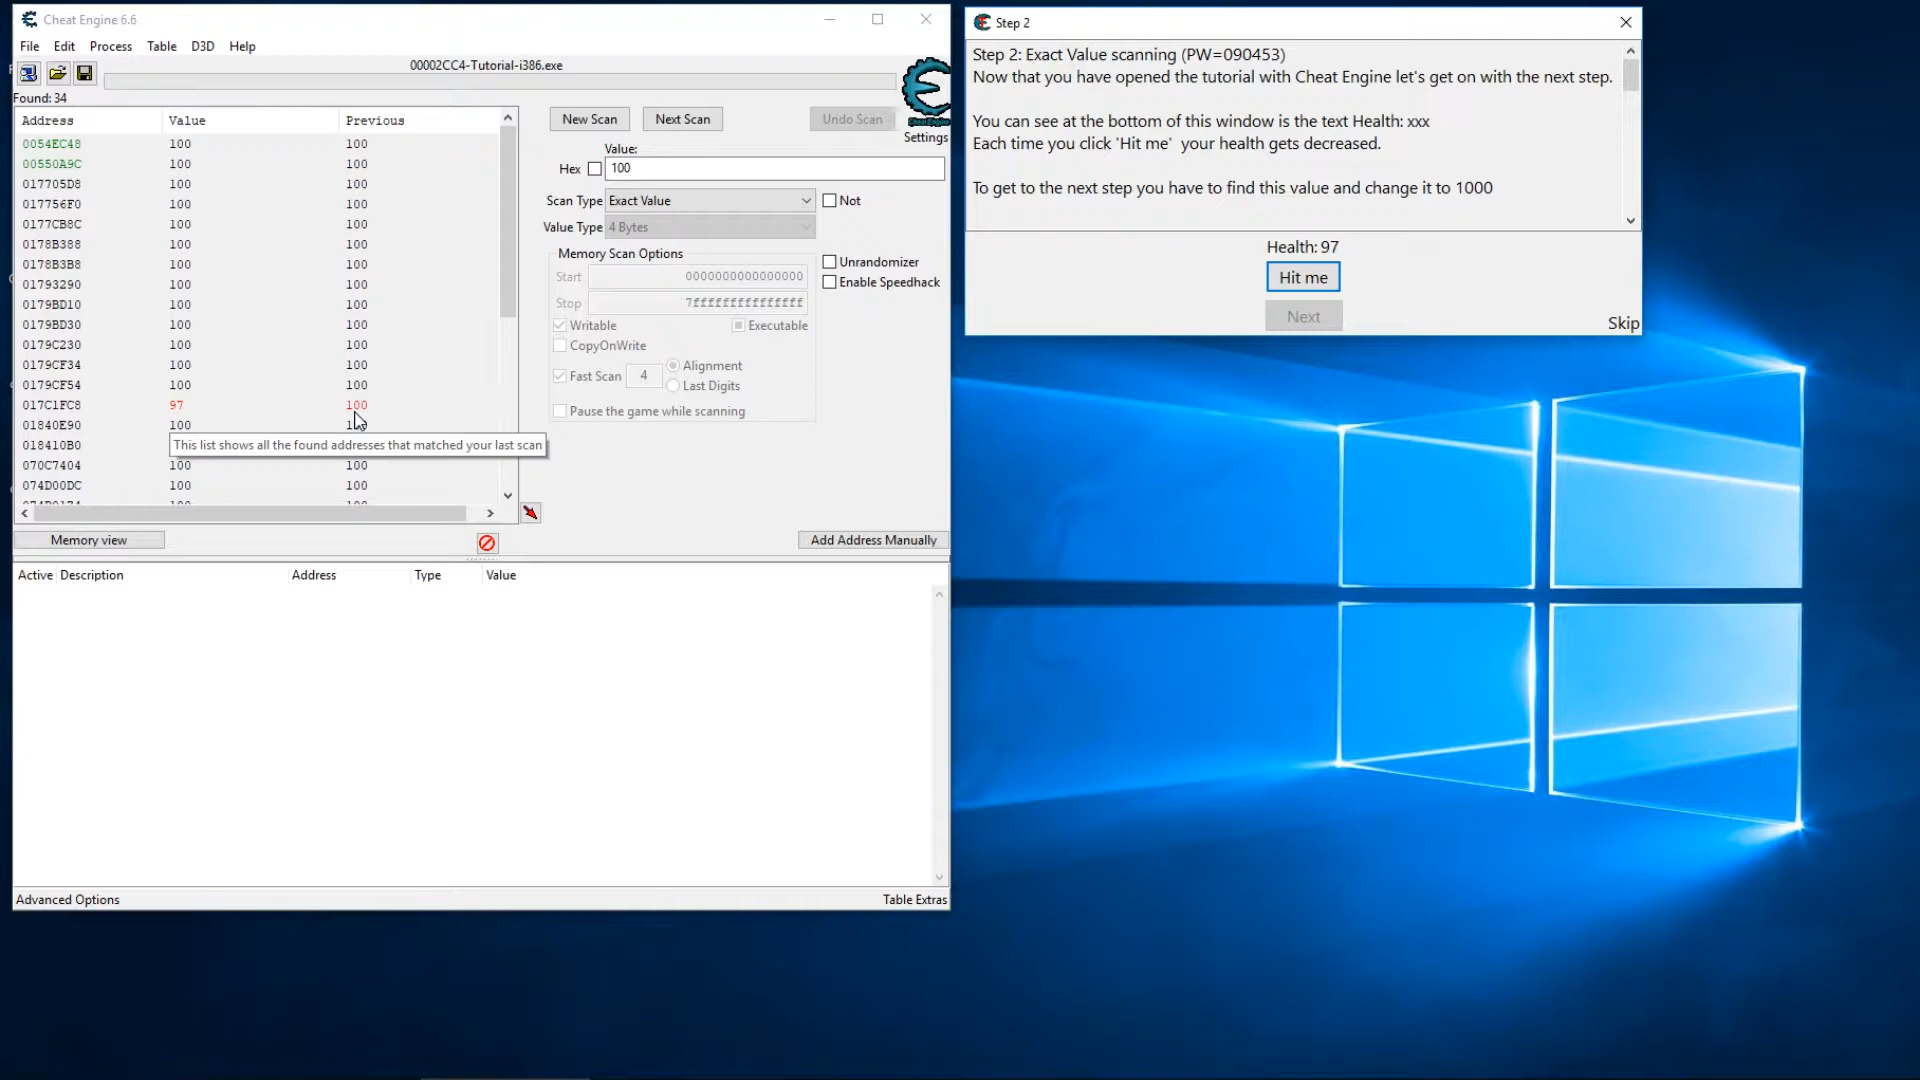 Cheat Engine 6.6
File Edit Process Table D3D Help
00002CC4-Tutorial-i386.exe
Found: 34
Address Value Previous
0054EC48 100 100
00550A9C 100 100
017705D8 100 100
017756F0 100 100
0177CB8C 100 100
0178B388 100 100
0178B3B8 100 100
01793290 100 100
0179BD10 100 100
0179BD30 100 100
0179C230 100 100
0179CF34 100 100
0179CF54 100 100
017C1FC8 97 100
01840E90 100
018410B0
This list shows all the found addresses that matched your last scan
070C7404 100 100
074D00DC 100 100
New Scan Next Scan Undo Scan
Settings
Value:
Hex 100
Scan Type Exact Value Not
Value Type 4 Bytes
Memory Scan Options
Start 0000000000000000
Stop 7fffffffffffffff
Unrandomizer
Enable Speedhack
Writable Executable
CopyOnWrite
Fast Scan 4 Alignment
Last Digits
Pause the game while scanning
Memory view Add Address Manually
Active Description Address Type Value
Advanced Options Table Extras
Step 2
Step 2: Exact Value scanning (PW=090453)
Now that you have opened the tutorial with Cheat Engine let's get on with the next step.
You can see at the bottom of this window is the text Health: xxx
Each time you click 'Hit me' your health gets decreased.
To get to the next step you have to find this value and change it to 1000
Health: 97
Hit me
Next
Skip